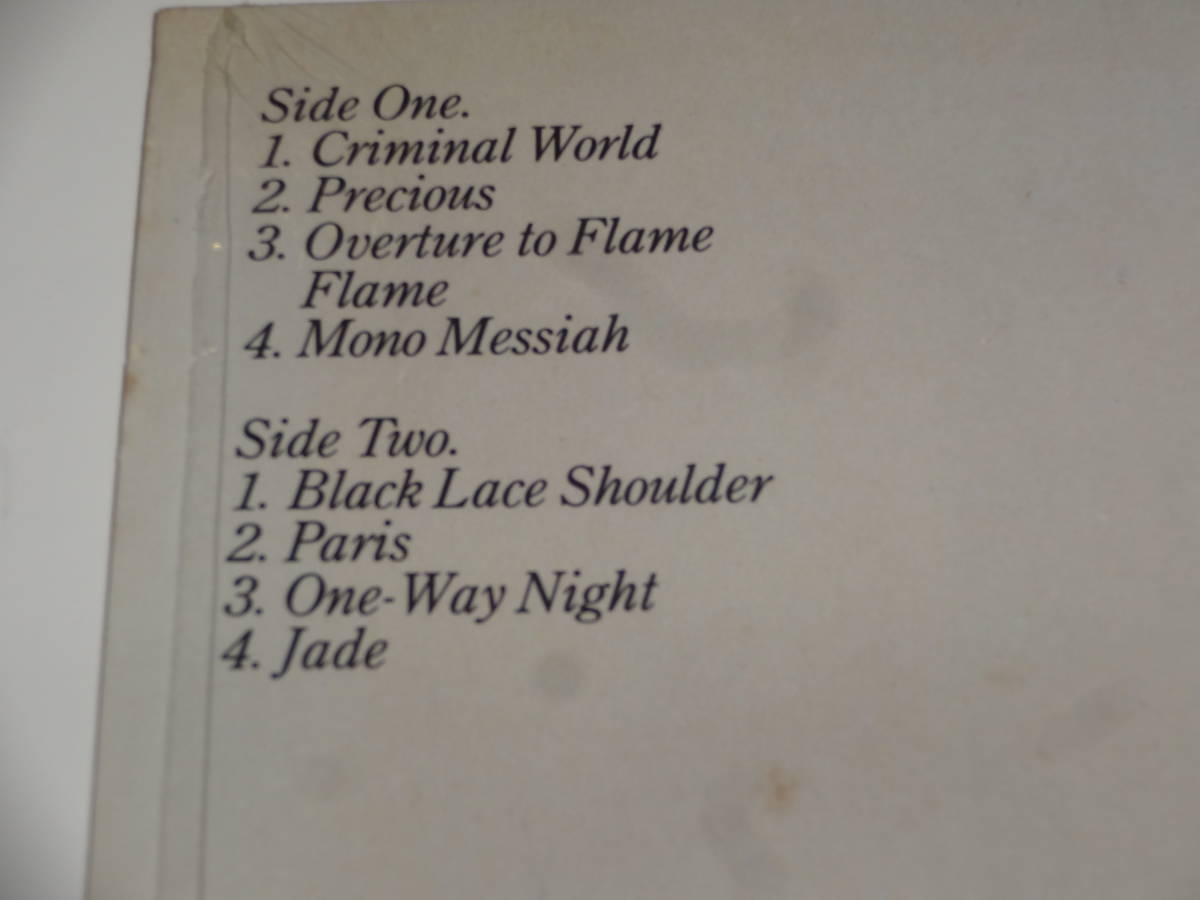 Side One.
1. Criminal World
2. Precious
3. Overture to Flame
Flame
4. Mono Messiah
Side Two.
1. Black Lace Shoulder
2. Paris
3. One-Way Night
4. Jade